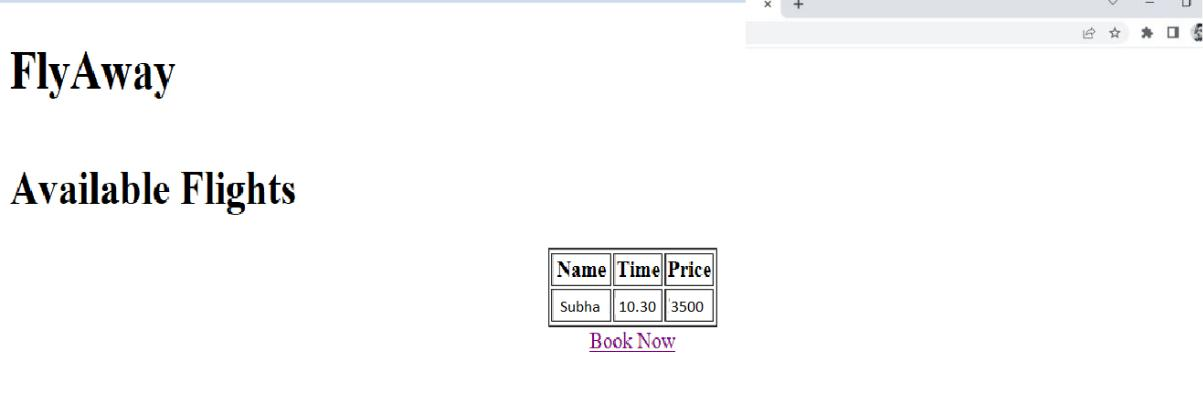 FlyAway
Available Flights
Name Time Price
Subha 10.30 3500
Book Now